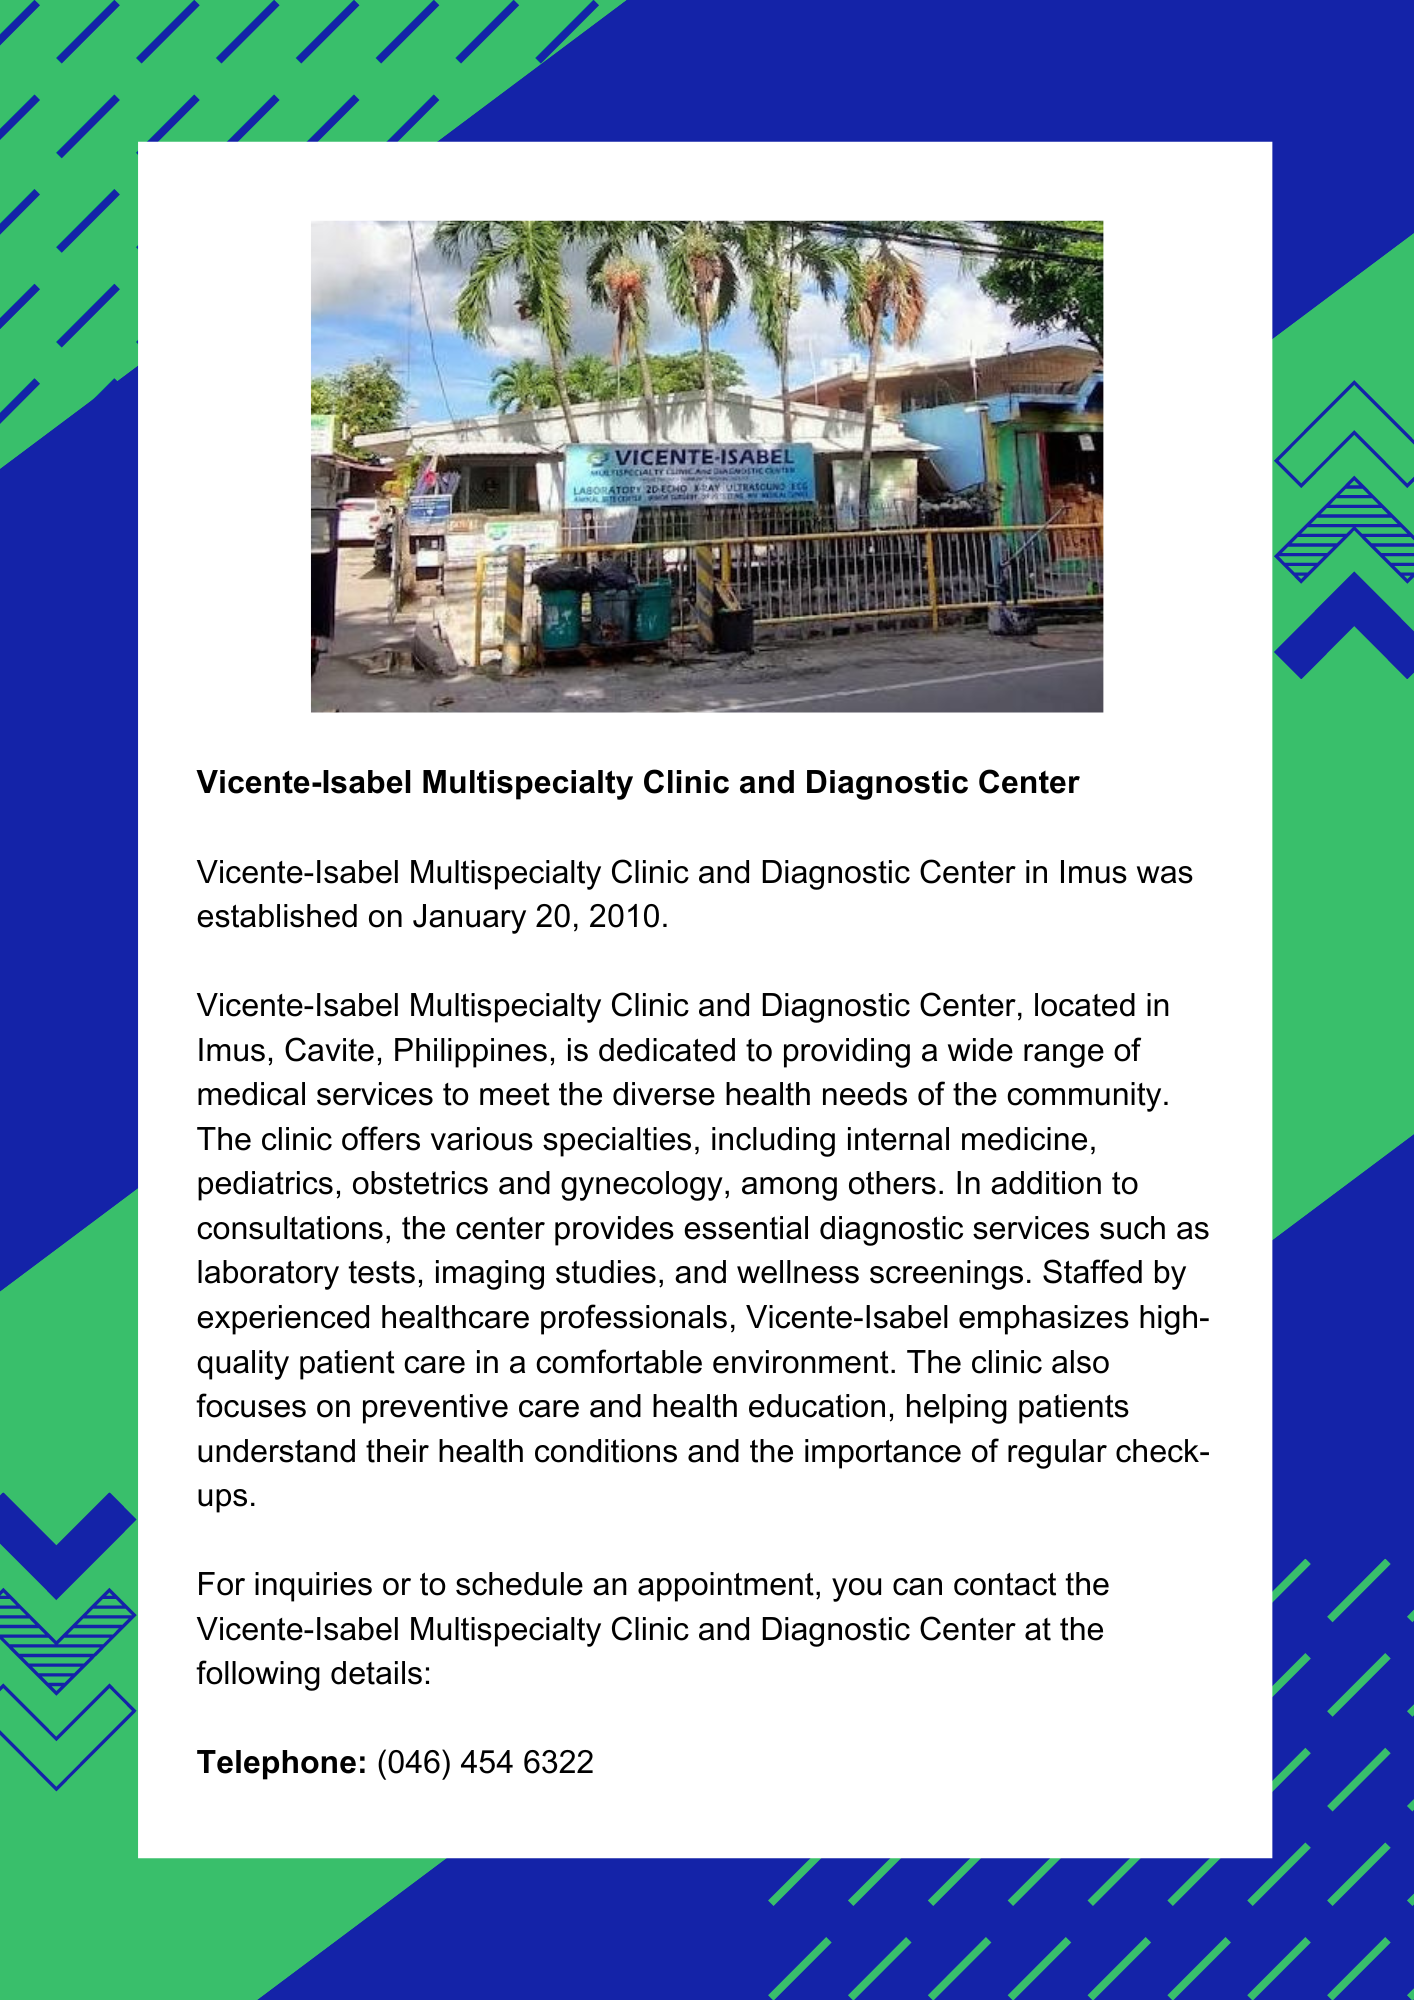 VICENTE-ISABEL
MULTISPECIALTY CLINIC And DIAGNOSTIC CENTER
LABORATORY 2D-ECHO X-RAY ULTRASOUND ECG
Vicente-Isabel Multispecialty Clinic and Diagnostic Center
Vicente-Isabel Multispecialty Clinic and Diagnostic Center in Imus was
established on January 20, 2010.
Vicente-Isabel Multispecialty Clinic and Diagnostic Center, located in
Imus, Cavite, Philippines, is dedicated to providing a wide range of
medical services to meet the diverse health needs of the community.
The clinic offers various specialties, including internal medicine,
pediatrics, obstetrics and gynecology, among others. In addition to
consultations, the center provides essential diagnostic services such as
laboratory tests, imaging studies, and wellness screenings. Staffed by
experienced healthcare professionals, Vicente-Isabel emphasizes high-
quality patient care in a comfortable environment. The clinic also
focuses on preventive care and health education, helping patients
understand their health conditions and the importance of regular check-
ups.
For inquiries or to schedule an appointment, you can contact the
Vicente-Isabel Multispecialty Clinic and Diagnostic Center at the
following details:
Telephone: (046) 454 6322